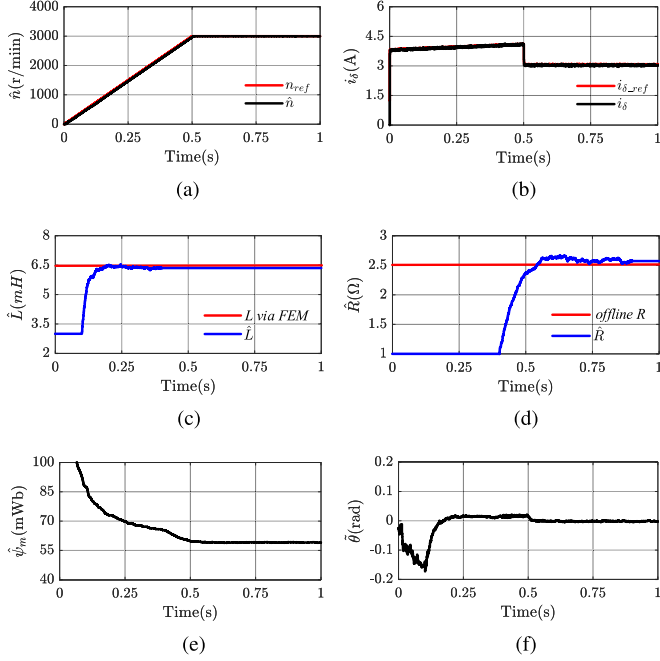 4000
3000
2000
1000
0
0
0.25
0.5
0.75
1
n̂(r/miin)
Time(s)
n_ref
n̂
(a)
6
4.5
3
1.5
0
0
0.25
0.5
0.75
1
i_δ(A)
Time(s)
i_δ_ref
i_δ
(b)
8
6.5
5
3.5
2
0
0.25
0.5
0.75
1
L̂(mH)
Time(s)
L via FEM
L̂
(c)
3
2.5
2
1.5
1
0
0.25
0.5
0.75
1
R̂(Ω)
Time(s)
offline R
R̂
(d)
100
85
70
55
40
0
0.25
0.5
0.75
1
ψ̂_m(mWb)
Time(s)
(e)
0.2
0.1
0
-0.1
-0.2
0
0.25
0.5
0.75
1
θ̃(rad)
Time(s)
(f)